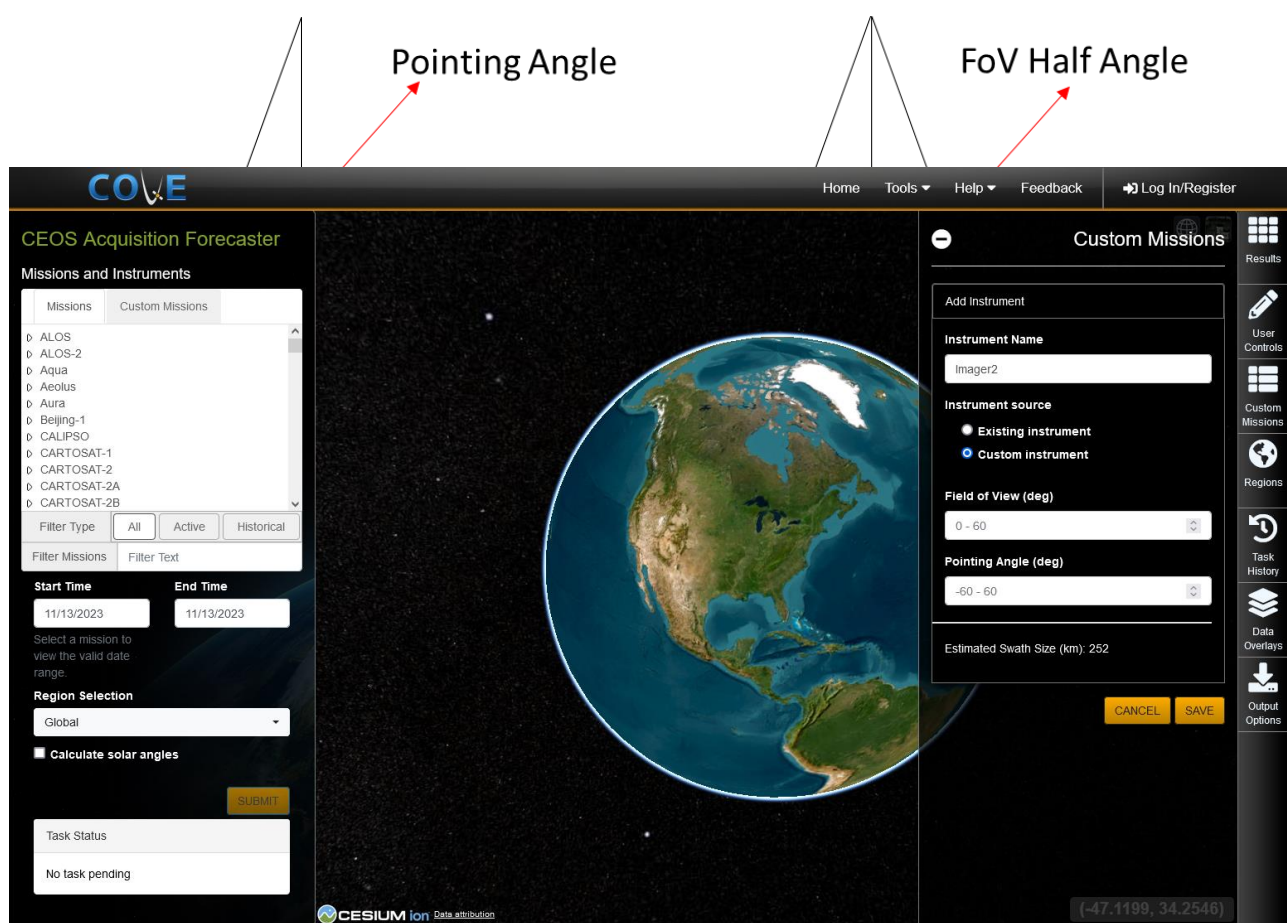 Pointing Angle
FoV Half Angle
COVE
Home
Tools
Help
Feedback
Log In/Register
CEOS Acquisition Forecaster
Missions and Instruments
Missions
Custom Missions
ALOS
ALOS-2
Aqua
Aeolus
Aura
Beijing-1
CALIPSO
CARTOSAT-1
CARTOSAT-2
CARTOSAT-2A
CARTOSAT-2B
Filter Type
All
Active
Historical
Filter Missions
Filter Text
Start Time
End Time
11/13/2023
11/13/2023
Select a mission to
view the valid date
range.
Region Selection
Global
Calculate solar angles
SUBMIT
Task Status
No task pending
CESIUM ion
Data attribution
Custom Missions
Add Instrument
Instrument Name
Imager2
Instrument source
Existing instrument
Custom instrument
Field of View (deg)
0 - 60
Pointing Angle (deg)
-60 - 60
Estimated Swath Size (km): 252
CANCEL
SAVE
(-47.1199, 34.2546)
Results
User
Controls
Custom
Missions
Regions
Task
History
Data
Overlays
Output
Options